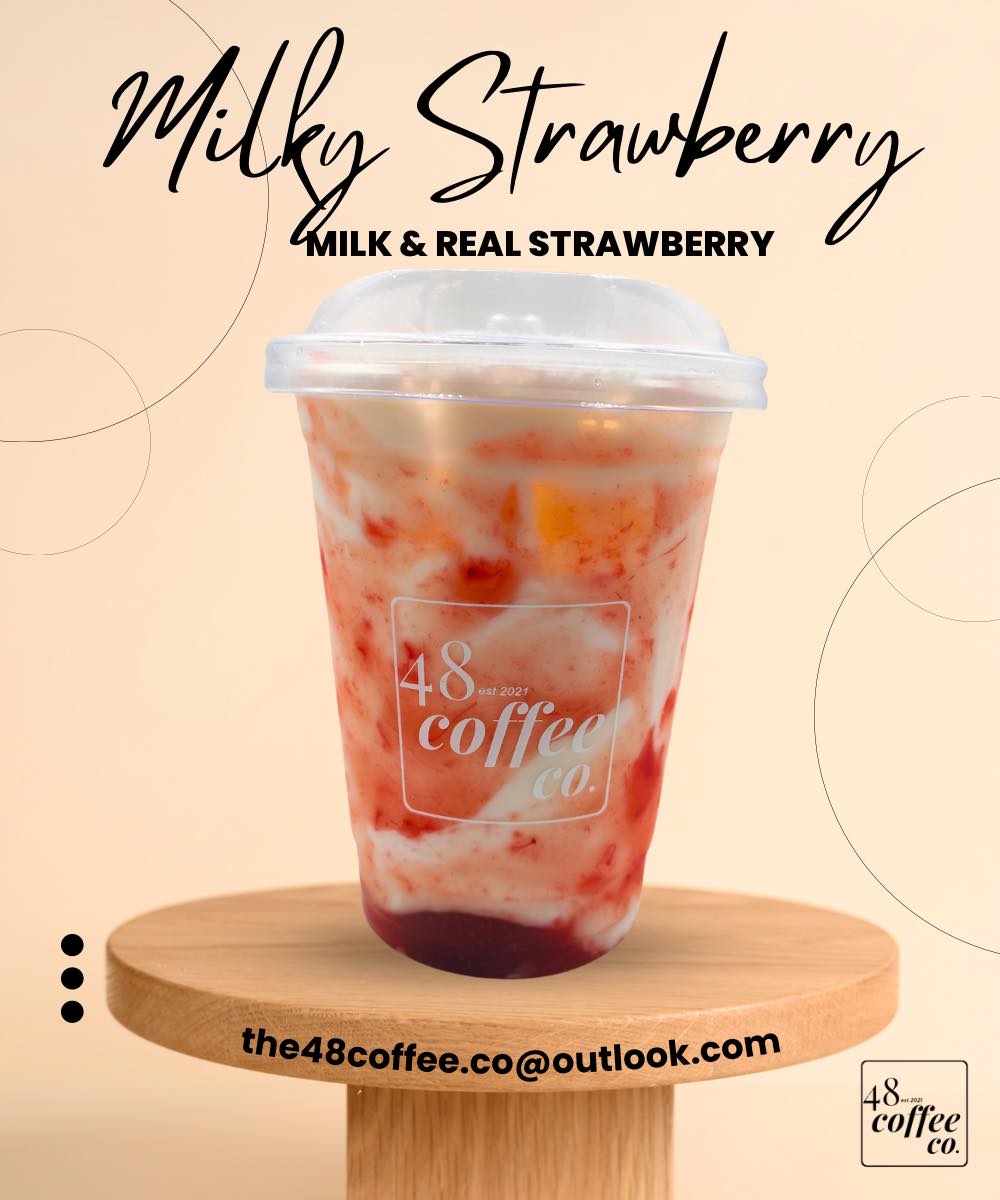 Milky Strawberry
MILK & REAL STRAWBERRY
48 est 2021
coffee
co.
the48coffee.co@outlook.com
48 est 2021
coffee
co.